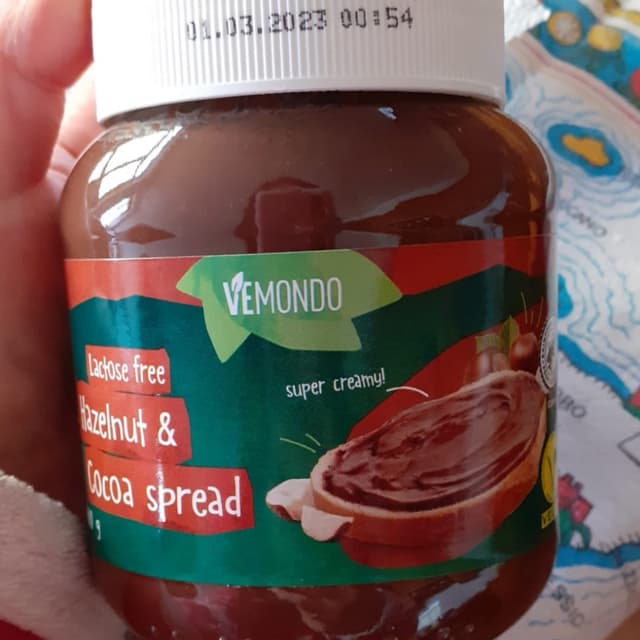 01.03.2023 00:54
VEMONDO
Lactose free
Hazelnut &
Cocoa spread
super creamy!
g